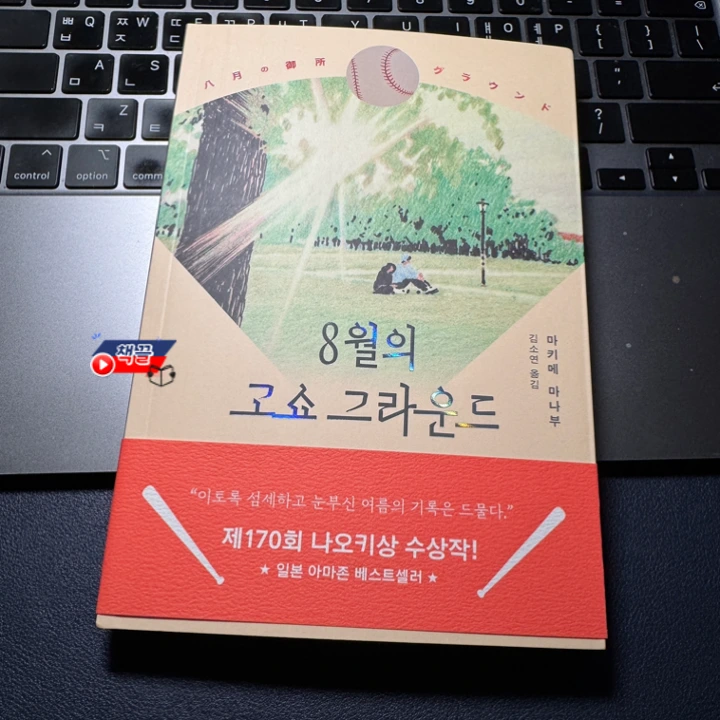 ㅃ
ㅂ
Q
ㅉ
ㅈ
W
ㄸ
ㄲ
{
[
}
]
ㅁ
A
ㄴ
S
"
'
ㅋ
Z
ㅌ
?
/
control
option
八月の御所グラウンド
8월의
고쇼 그라운드
마키메 마나부
김소연 옮김
책끌
“이토록 섬세하고 눈부신 여름의 기록은 드물다.”
제170회 나오키상 수상작!
★ 일본 아마존 베스트셀러 ★